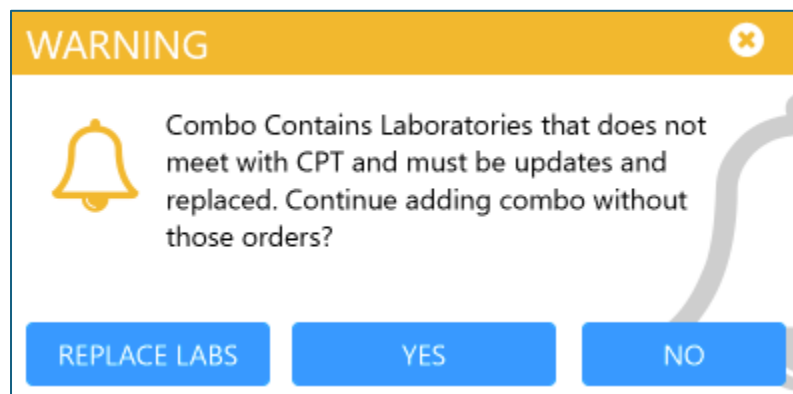 WARNING
Combo Contains Laboratories that does not
meet with CPT and must be updates and
replaced. Continue adding combo without
those orders?
REPLACE LABS
YES
NO